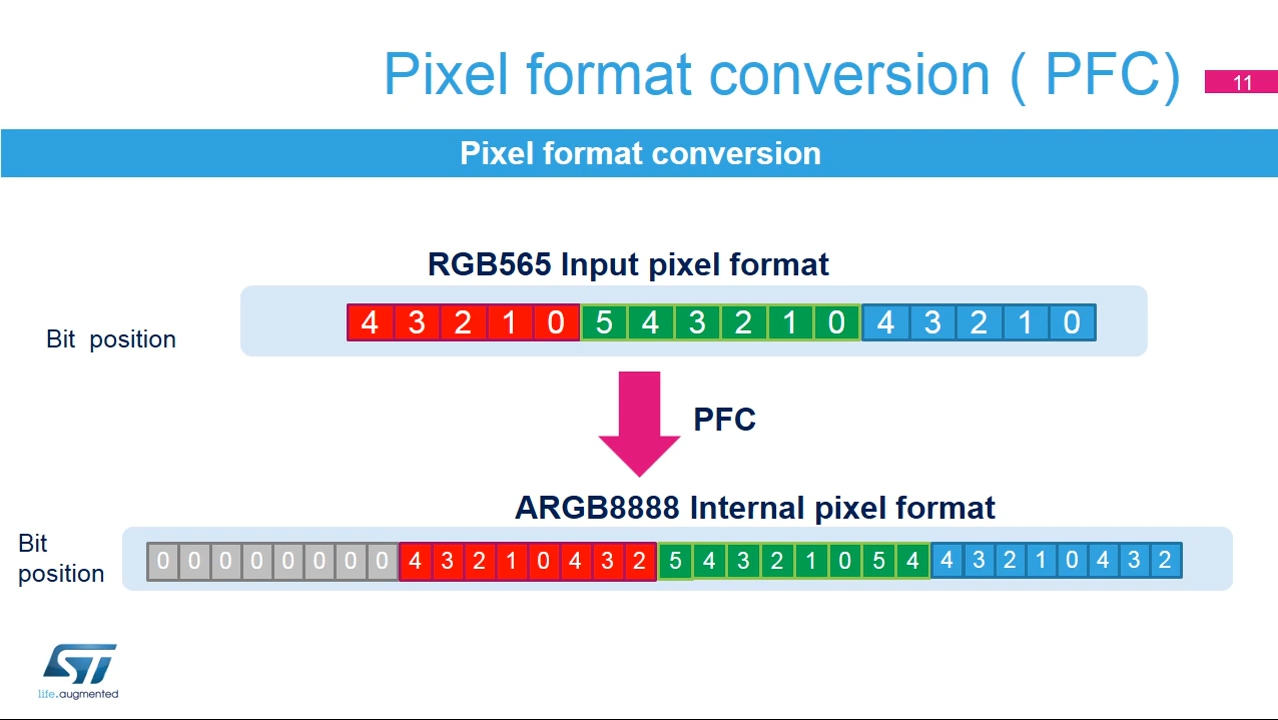 Pixel format conversion ( PFC)
11
Pixel format conversion
RGB565 Input pixel format
Bit position
4 3 2 1 0 5 4 3 2 1 0 4 3 2 1 0
PFC
ARGB8888 Internal pixel format
Bit
position
0 0 0 0 0 0 0 0 4 3 2 1 0 4 3 2 5 4 3 2 1 0 5 4 4 3 2 1 0 4 3 2
ST
life.augmented